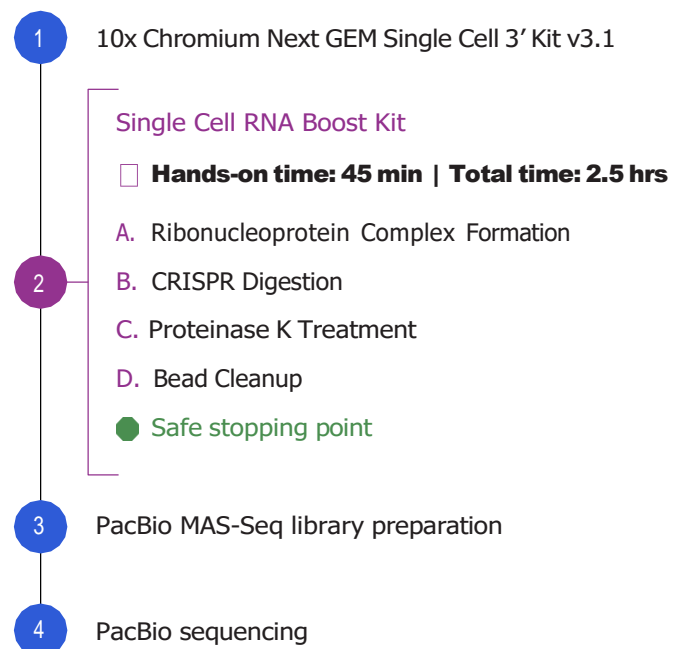 1 10x Chromium Next GEM Single Cell 3’ Kit v3.1
Single Cell RNA Boost Kit
Hands-on time: 45 min | Total time: 2.5 hrs
A. Ribonucleoprotein Complex Formation
2 B. CRISPR Digestion
C. Proteinase K Treatment
D. Bead Cleanup
Safe stopping point
3 PacBio MAS-Seq library preparation
4 PacBio sequencing